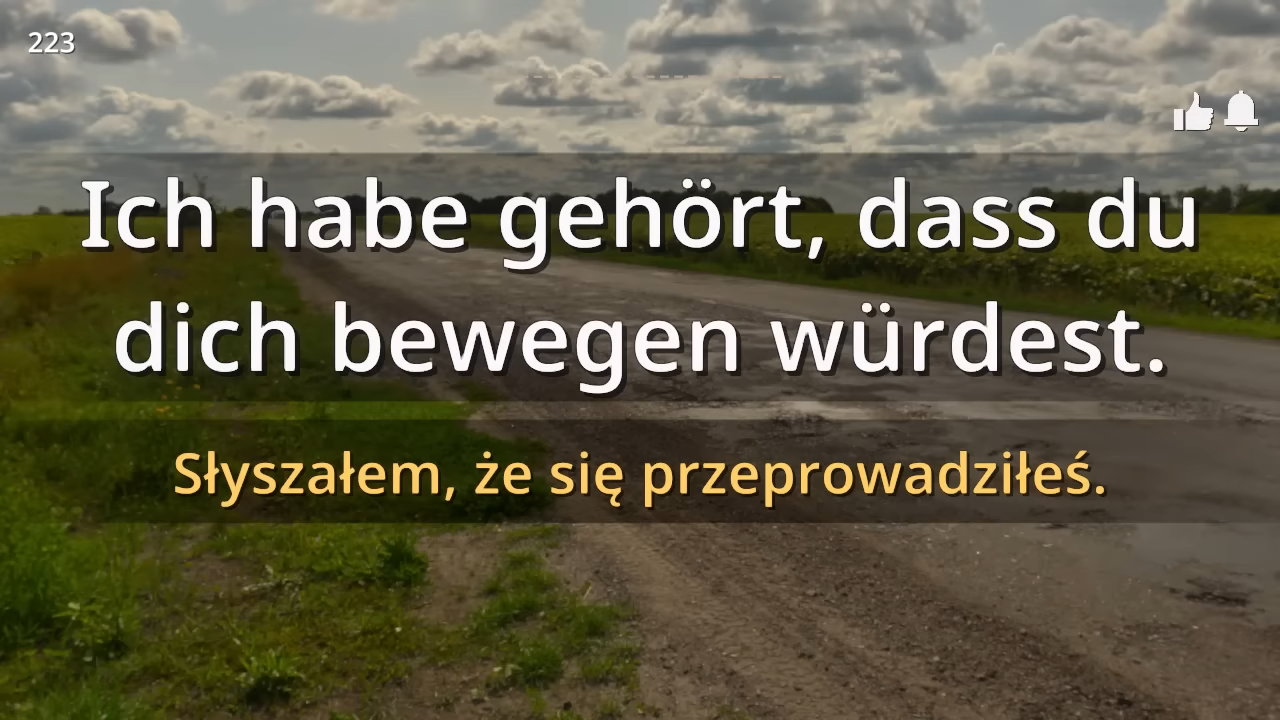 223
Ich habe gehört, dass du
dich bewegen würdest.
Słyszałem, że się przeprowadziłeś.